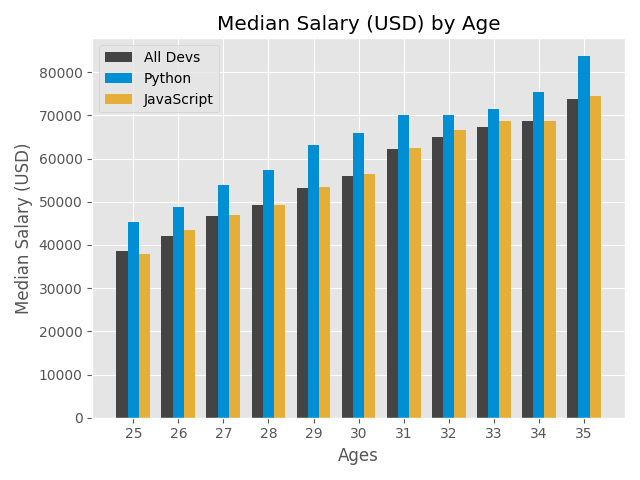 Median Salary (USD) by Age
All Devs
Python
JavaScript
80000
70000
60000
50000
40000
30000
20000
10000
0
Median Salary (USD)
25 26 27 28 29 30 31 32 33 34 35
Ages